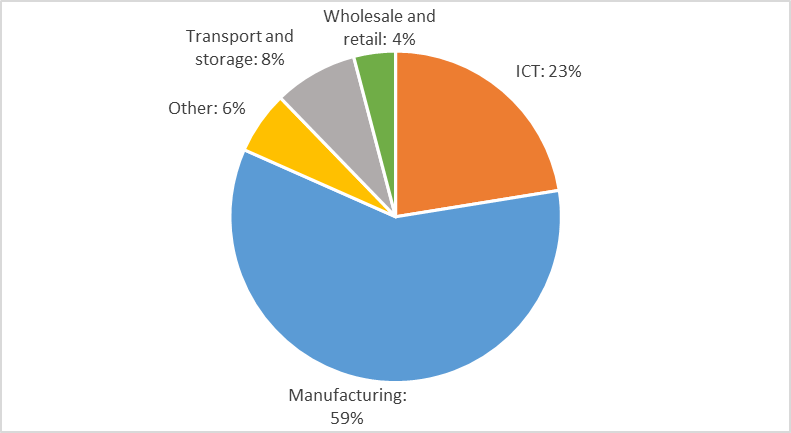 Wholesale and
retail: 4%
Transport and
storage: 8%
ICT: 23%
Other: 6%
Manufacturing:
59%